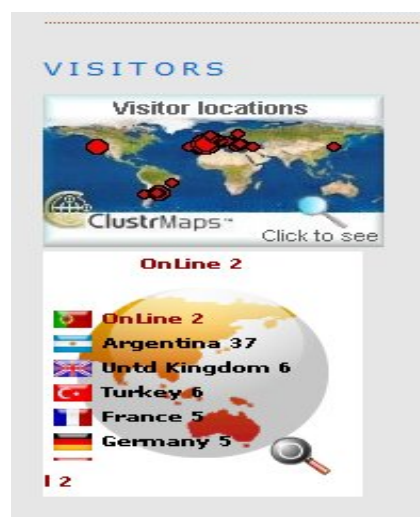 VISITORS
Visitor locations
ClustrMaps™
Click to see
OnLine 2
OnLine 2
Argentina 37
Untd Kingdom 6
Turkey 6
France 5
Germany 5
l 2